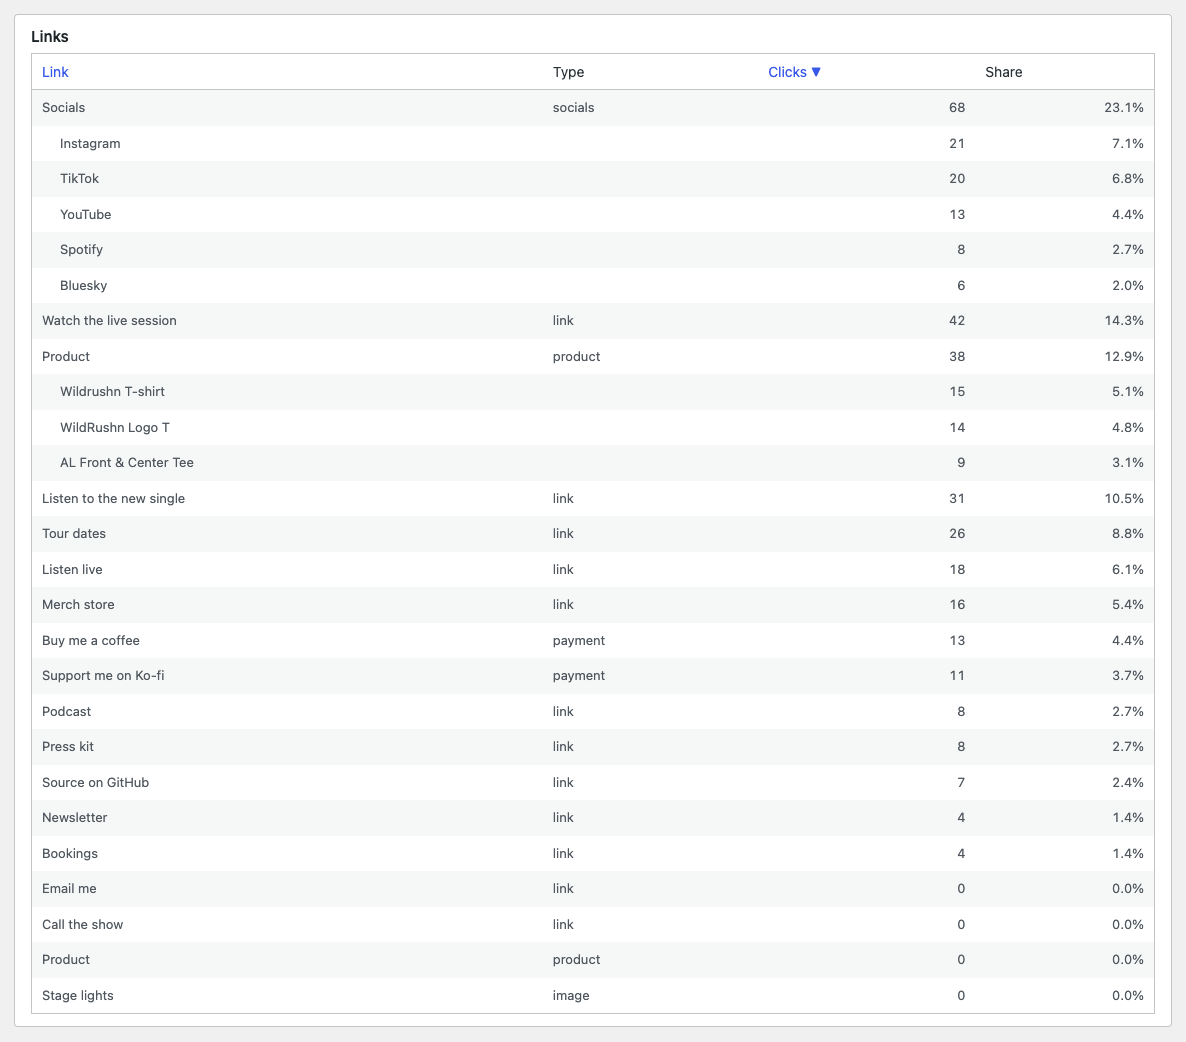 Links
Link Type Clicks ▼ Share
Socials socials 68 23.1%
Instagram 21 7.1%
TikTok 20 6.8%
YouTube 13 4.4%
Spotify 8 2.7%
Bluesky 6 2.0%
Watch the live session link 42 14.3%
Product product 38 12.9%
Wildrushn T-shirt 15 5.1%
WildRushn Logo T 14 4.8%
AL Front & Center Tee 9 3.1%
Listen to the new single link 31 10.5%
Tour dates link 26 8.8%
Listen live link 18 6.1%
Merch store link 16 5.4%
Buy me a coffee payment 13 4.4%
Support me on Ko-fi payment 11 3.7%
Podcast link 8 2.7%
Press kit link 8 2.7%
Source on GitHub link 7 2.4%
Newsletter link 4 1.4%
Bookings link 4 1.4%
Email me link 0 0.0%
Call the show link 0 0.0%
Product product 0 0.0%
Stage lights image 0 0.0%